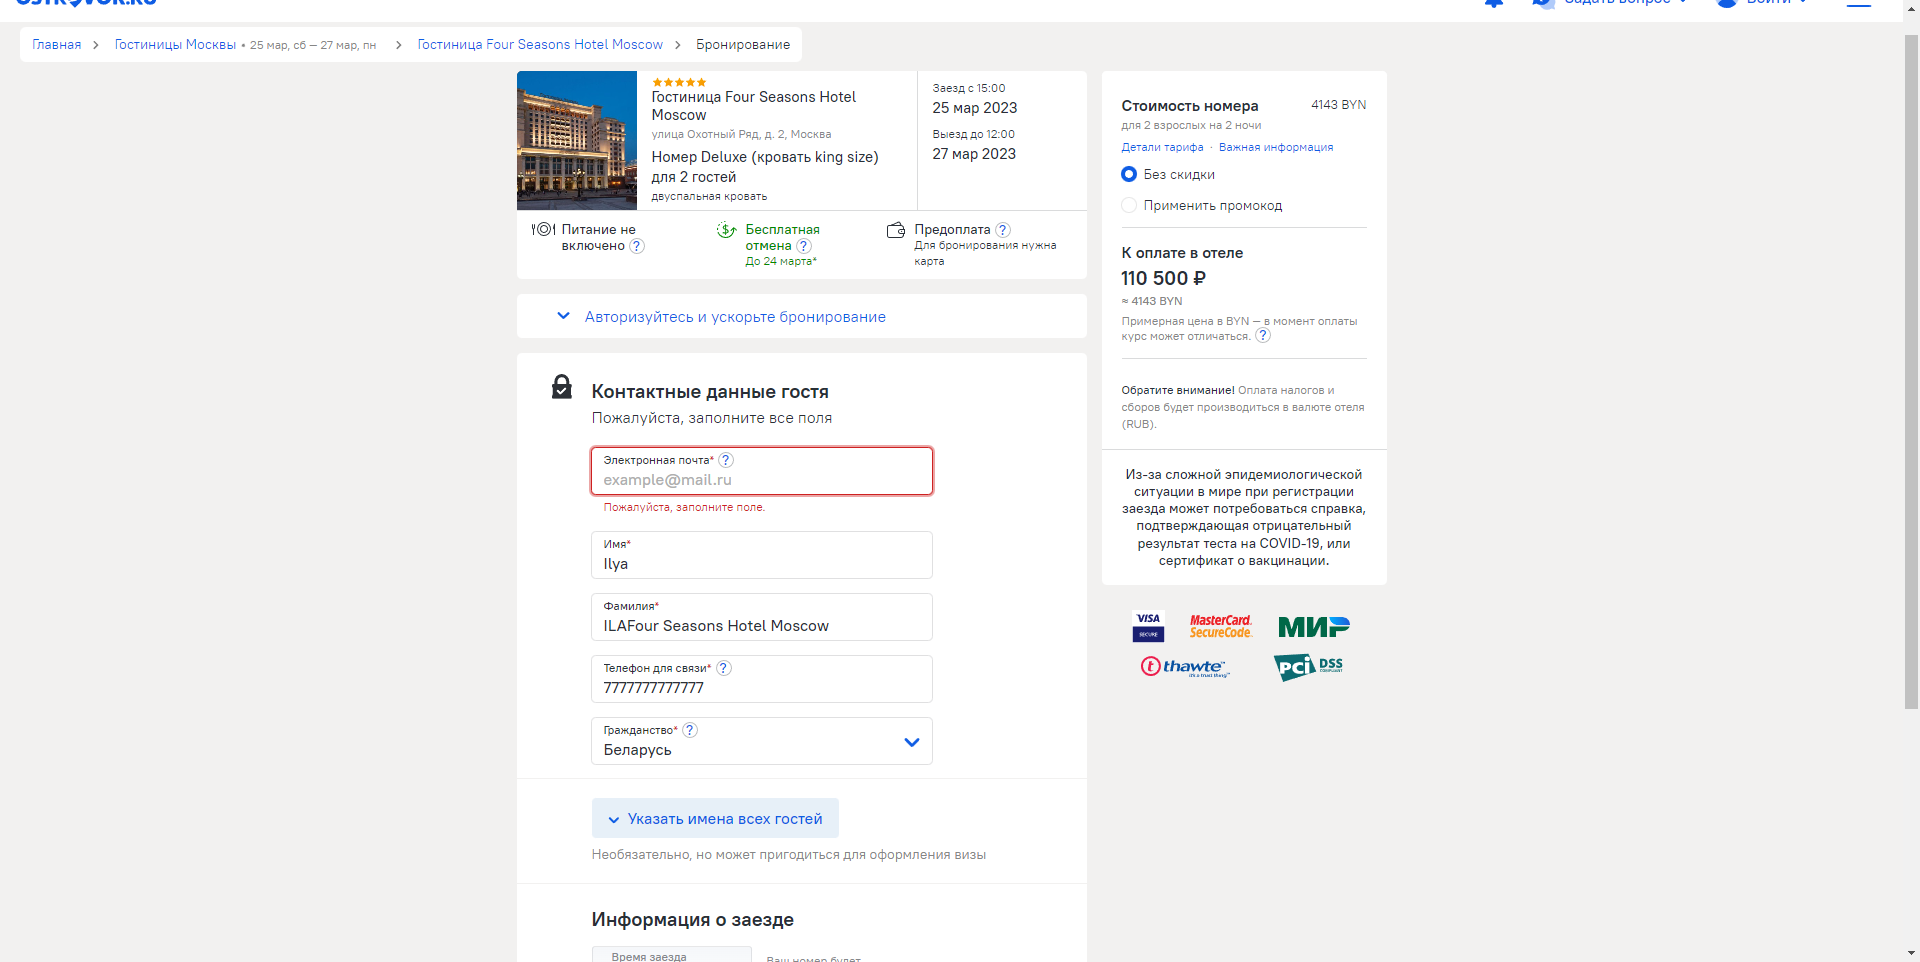 OSTROVOK.RU
Задать вопрос
Войти
Главная > Гостиницы Москвы • 25 мар, сб — 27 мар, пн > Гостиница Four Seasons Hotel Moscow > Бронирование
Гостиница Four Seasons Hotel
Moscow
улица Охотный Ряд, д. 2, Москва
Номер Deluxe (кровать king size)
для 2 гостей
двуспальная кровать
Заезд с 15:00
25 мар 2023
Выезд до 12:00
27 мар 2023
Питание не
включено ?
Бесплатная
отмена ?
До 24 марта*
Предоплата ?
Для бронирования нужна
карта
Авторизуйтесь и ускорьте бронирование
Контактные данные гостя
Пожалуйста, заполните все поля
Электронная почта* ?
example@mail.ru
Пожалуйста, заполните поле.
Имя*
Ilya
Фамилия*
ILAFour Seasons Hotel Moscow
Телефон для связи* ?
7777777777777
Гражданство* ?
Беларусь
Указать имена всех гостей
Необязательно, но может пригодиться для оформления визы
Информация о заезде
Время заезда
Ваш номер будет
Стоимость номера 4143 BYN
для 2 взрослых на 2 ночи
Детали тарифа · Важная информация
Без скидки
Применить промокод
К оплате в отеле
110 500 ₽
≈ 4143 BYN
Примерная цена в BYN — в момент оплаты
курс может отличаться. ?
Обратите внимание! Оплата налогов и
сборов будет производиться в валюте отеля
(RUB).
Из-за сложной эпидемиологической
ситуации в мире при регистрации
заезда может потребоваться справка,
подтверждающая отрицательный
результат теста на COVID-19, или
сертификат о вакцинации.
VISA
SECURE
MasterCard.
SecureCode.
МИР
thawte™
it's a trust thing™
PCI DSS
COMPLIANT